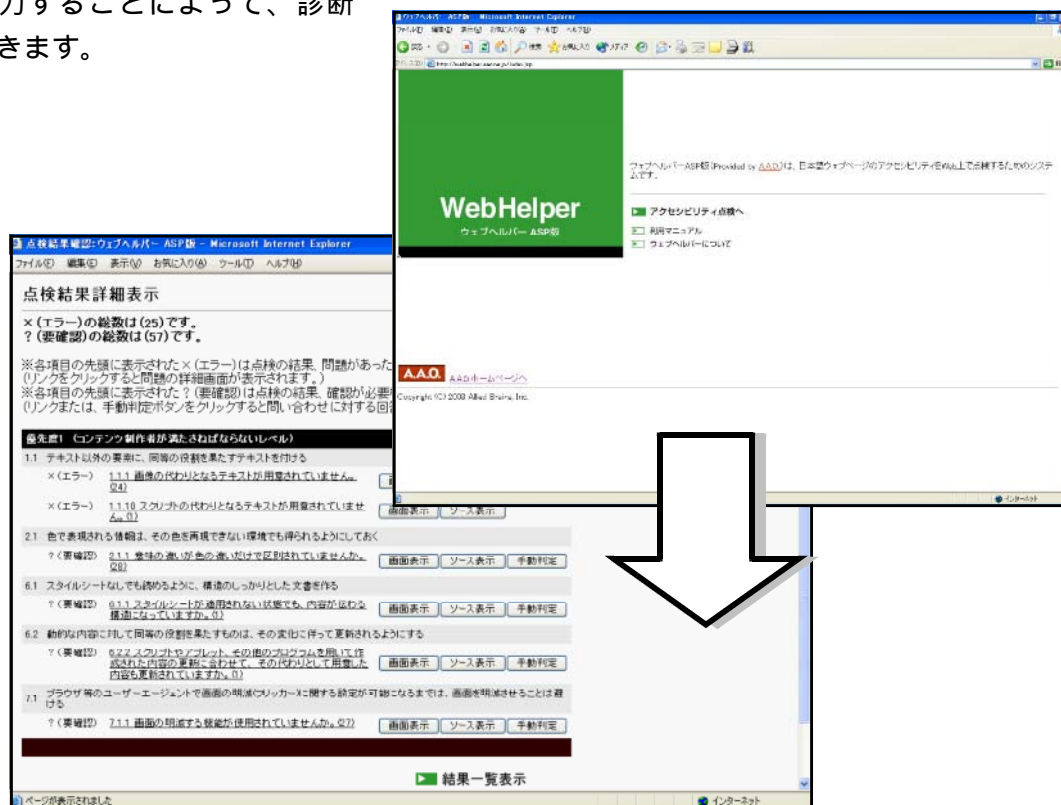 力することによって、診断
きます。
ファイル(F) 編集(E) 表示(V) お気に入り(A) ツール(T) ヘルプ(H)
ウェブヘルパーASP版(Provided by A.A.O.)は、日本語ウェブページのアクセシビリティをWeb上で点検するためのシステ
ムです。
WebHelper
ウェブヘルパー ASP版
アクセシビリティ点検へ
利用マニュアル
ウェブヘルパーについて
A.A.O. A.A.O.ホームページへ
Copyright (C) 2003 Allied Brains, Inc.
インターネット
点検結果確認:ウェブヘルパー ASP版 - Microsoft Internet Explorer
ファイル(F) 編集(E) 表示(V) お気に入り(A) ツール(T) ヘルプ(H)
点検結果詳細表示
×(エラー)の総数は(25)です。
?(要確認)の総数は(57)です。
※各項目の先頭に表示された×(エラー)は点検の結果、問題があった
(リンクをクリックすると問題の詳細画面が表示されます。)
※各項目の先頭に表示された?(要確認)は点検の結果、確認が必要
(リンクまたは、手動判定ボタンをクリックすると問い合わせに対する回
優先度1 (コンテンツ制作者が満たさねばならないレベル)
1.1 テキスト以外の要素に、同等の役割を果たすテキストを付ける
×(エラー) 1.1.1 画像の代わりとなるテキストが用意されていません。
(24)
×(エラー) 1.1.10 スクリプトの代わりとなるテキストが用意されていませ
ん。(1) 画面表示 ソース表示
2.1 色で表現される情報は、その色を再現できない環境でも得られるようにしておく
?(要確認) 2.1.1 意味の違いが色の違いだけで区別されていませんか。
(28) 画面表示 ソース表示 手動判定
6.1 スタイルシートなしでも読めるように、構造のしっかりとした文書を作る
?(要確認) 6.1.1 スタイルシートが適用されない状態でも、内容が伝わる
構造になっていますか。(1) 画面表示 ソース表示 手動判定
6.2 動的な内容に対して同等の役割を果たすものは、その変化に伴って更新されるようにする
?(要確認) 6.2.2 スクリプトやアプレット、その他のプログラムを用いて作
成された内容の更新に合わせて、その代わりとして用意した
内容も更新されていますか。(1) 画面表示 ソース表示 手動判定
7.1 ブラウザ等のユーザーエージェントで画面の明滅(フリッカー)に関する設定が可能になるまでは、画面を明滅させることは避
ける
?(要確認) 7.1.1 画面の明滅する機能が使用されていませんか。(27) 画面表示 ソース表示 手動判定
結果一覧表示
ページが表示されました インターネット